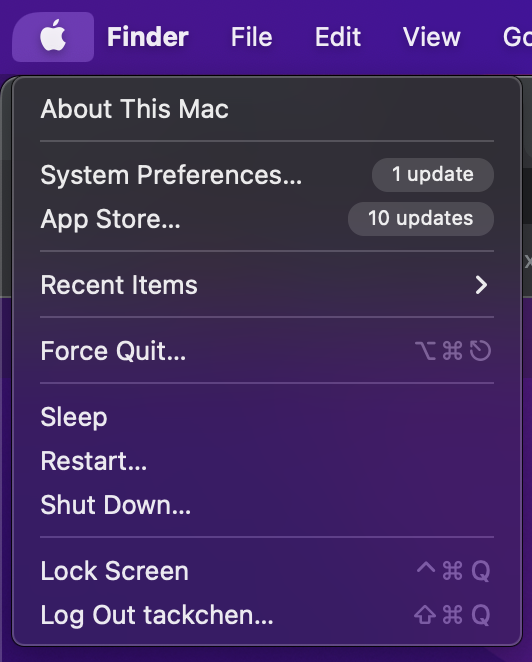 Finder File Edit View Go
About This Mac
System Preferences... 1 update
App Store... 10 updates
Recent Items
Force Quit... ⌥⌘⎋
Sleep
Restart...
Shut Down...
Lock Screen ^⌘Q
Log Out tackchen... ⇧⌘Q